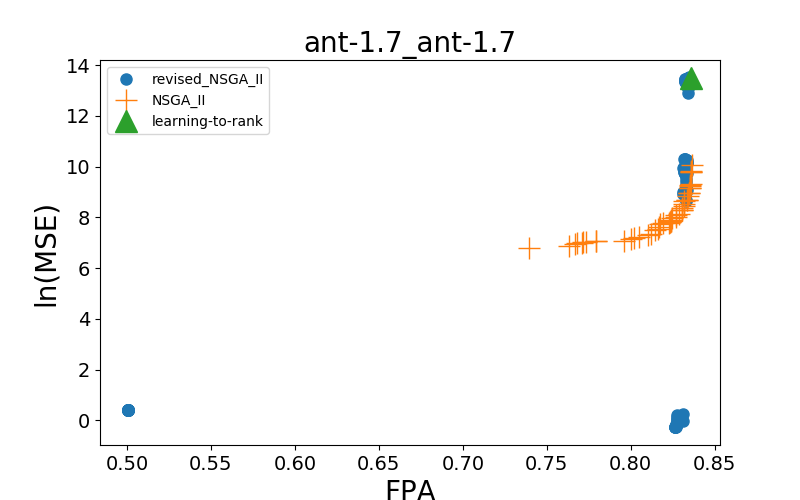 ant-1.7_ant-1.7
revised_NSGA_II
NSGA_II
learning-to-rank
14
12
10
8
6
4
2
0
ln(MSE)
0.50 0.55 0.60 0.65 0.70 0.75 0.80 0.85
FPA